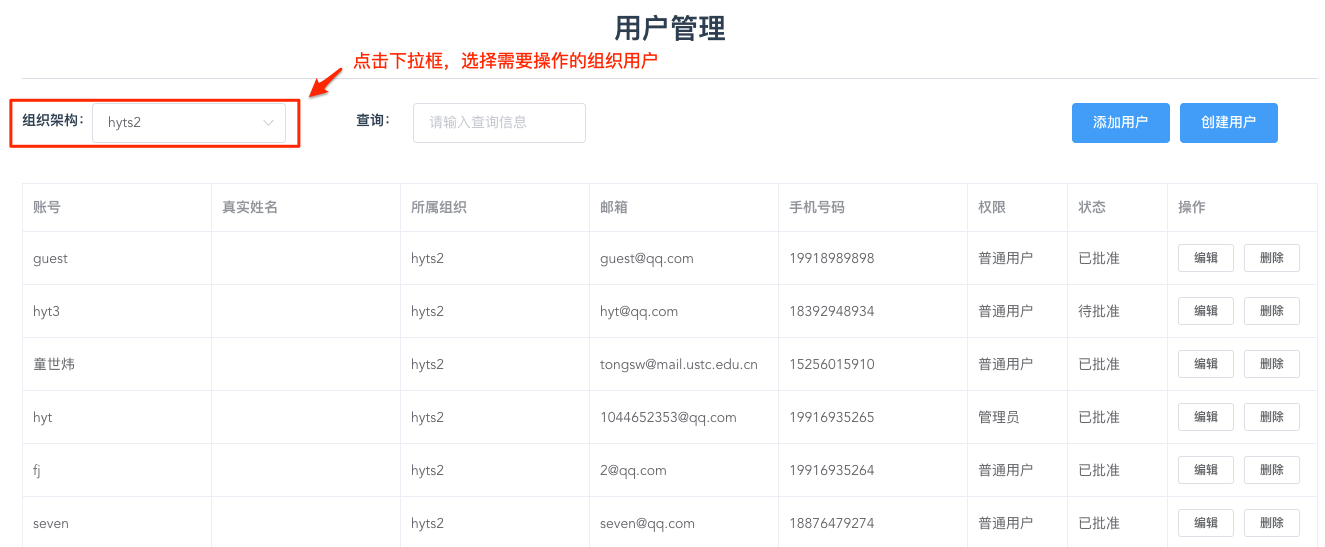 用户管理
点击下拉框，选择需要操作的组织用户
组织架构： hyts2 查询： 请输入查询信息 添加用户 创建用户
账号 真实姓名 所属组织 邮箱 手机号码 权限 状态 操作
guest hyts2 guest@qq.com 19918989898 普通用户 已批准 编辑 删除
hyt3 hyts2 hyt@qq.com 18392948934 普通用户 待批准 编辑 删除
童世炜 hyts2 tongsw@mail.ustc.edu.cn 15256015910 普通用户 已批准 编辑 删除
hyt hyts2 1044652353@qq.com 19916935265 管理员 已批准 编辑 删除
fj hyts2 2@qq.com 19916935264 普通用户 已批准 编辑 删除
seven hyts2 seven@qq.com 18876479274 普通用户 已批准 编辑 删除